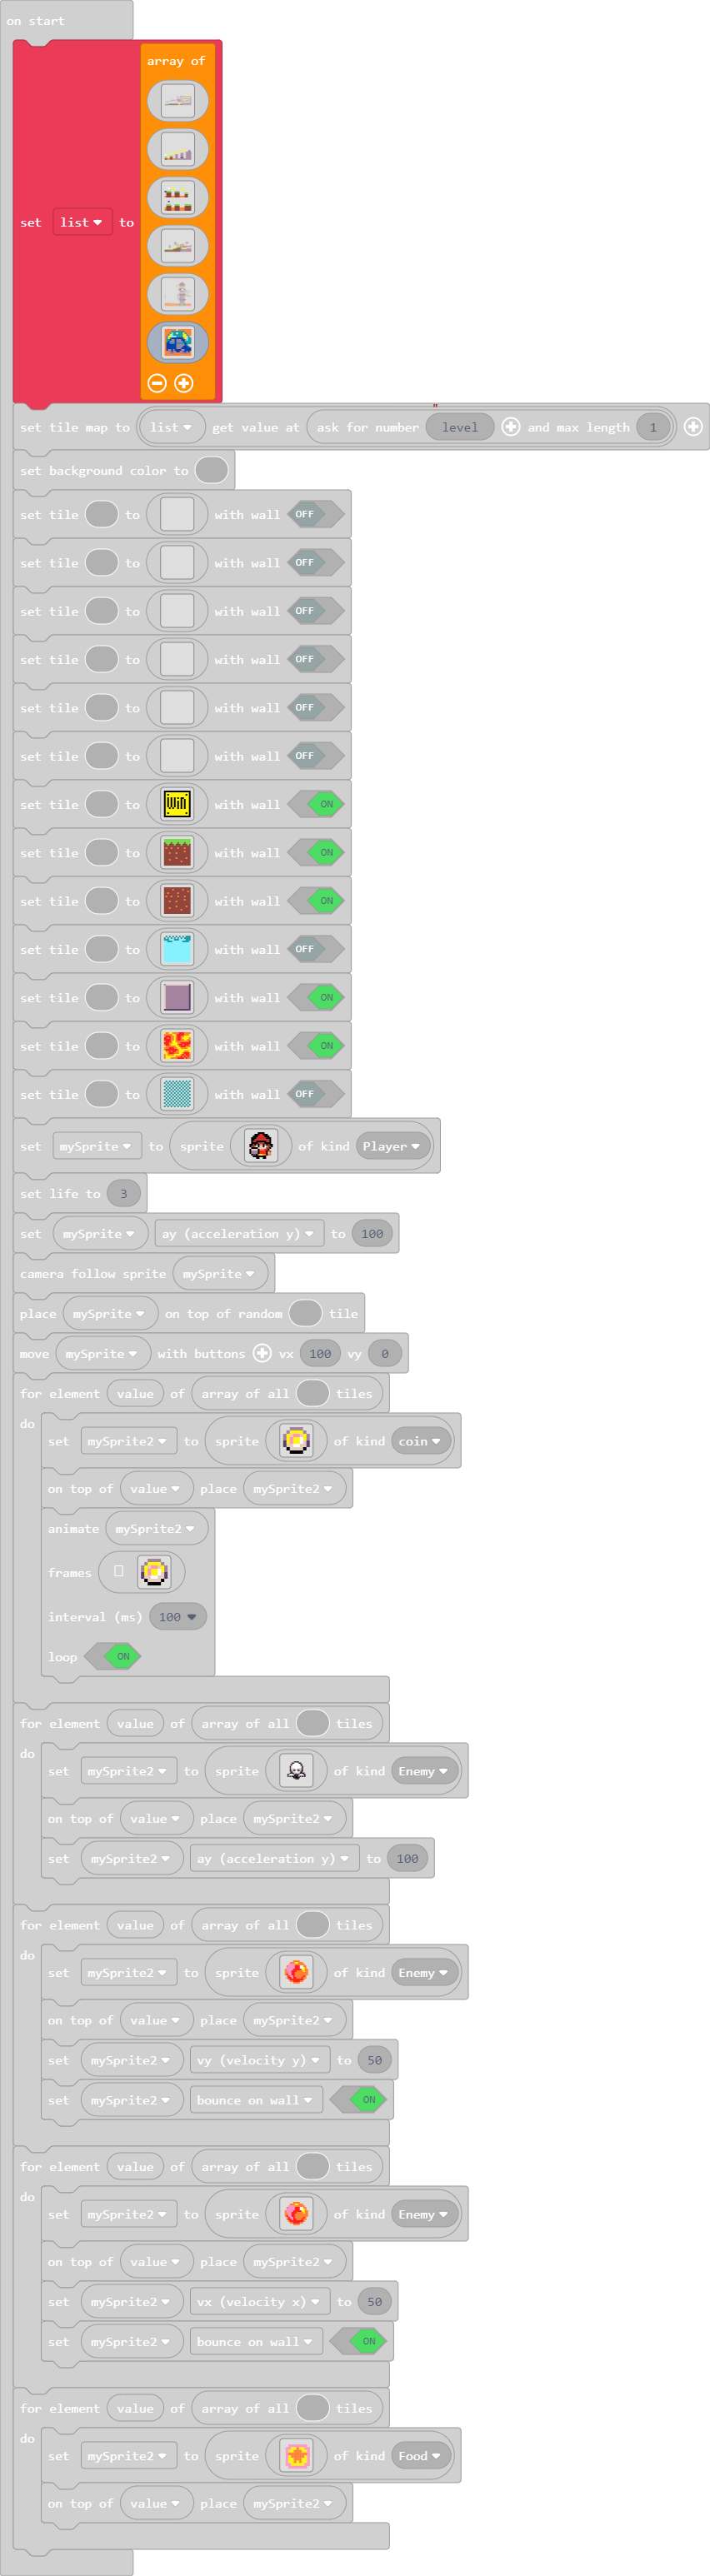 on start
array of
set list to
"
set tile map to list get value at ask for number level and max length 1
set background color to
set tile to with wall OFF
set tile to with wall OFF
set tile to with wall OFF
set tile to with wall OFF
set tile to with wall OFF
set tile to with wall OFF
set tile to Win with wall ON
set tile to with wall ON
set tile to with wall ON
set tile to with wall OFF
set tile to with wall ON
set tile to with wall ON
set tile to with wall OFF
set mySprite to sprite of kind Player
set life to 3
set mySprite ay (acceleration y) to 100
camera follow sprite mySprite
place mySprite on top of random tile
move mySprite with buttons vx 100 vy 0
for element value of array of all tiles
do
set mySprite2 to sprite of kind coin
on top of value place mySprite2
animate mySprite2
frames
interval (ms) 100
loop ON
for element value of array of all tiles
do
set mySprite2 to sprite of kind Enemy
on top of value place mySprite2
set mySprite2 ay (acceleration y) to 100
for element value of array of all tiles
do
set mySprite2 to sprite of kind Enemy
on top of value place mySprite2
set mySprite2 vy (velocity y) to 50
set mySprite2 bounce on wall ON
for element value of array of all tiles
do
set mySprite2 to sprite of kind Enemy
on top of value place mySprite2
set mySprite2 vx (velocity x) to 50
set mySprite2 bounce on wall ON
for element value of array of all tiles
do
set mySprite2 to sprite of kind Food
on top of value place mySprite2